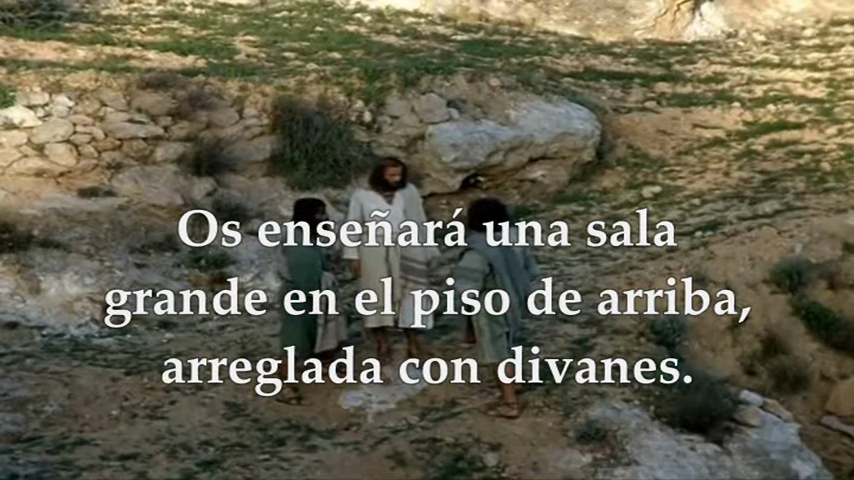 Os enseñará una sala
grande en el piso de arriba,
arreglada con divanes.